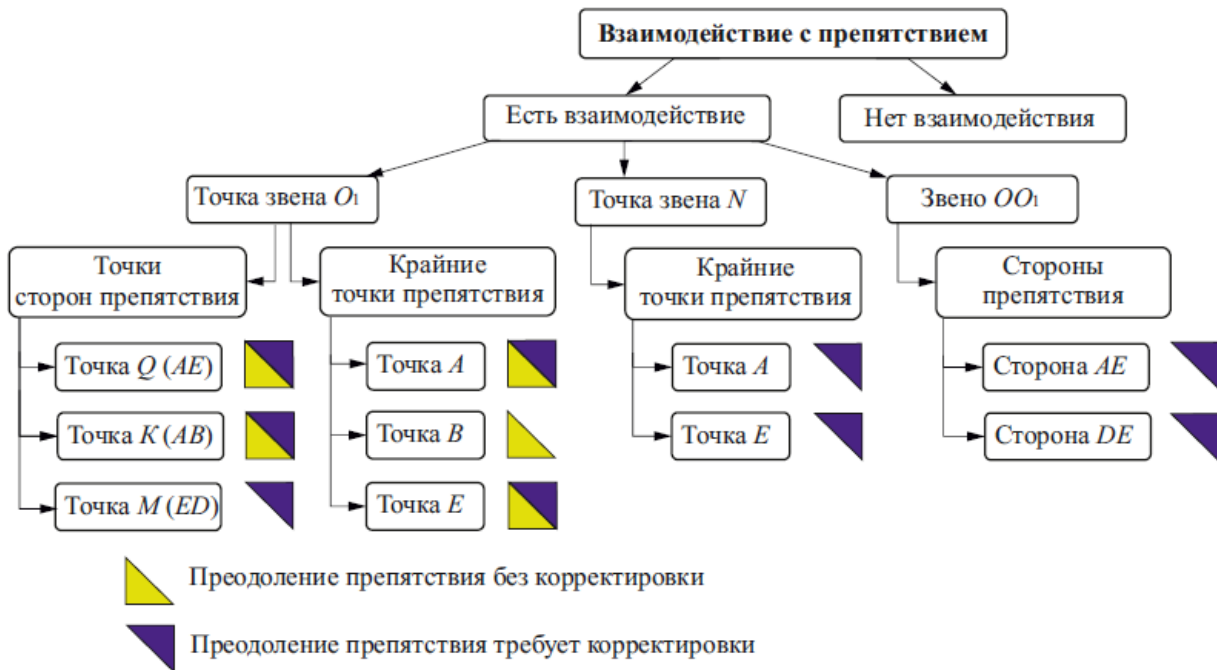 Взаимодействие с препятствием
Есть взаимодействие
Нет взаимодействия
Точка звена O1
Точка звена N
Звено OO1
Точки
сторон препятствия
Крайние
точки препятствия
Крайние
точки препятствия
Стороны
препятствия
Точка Q (AE)
Точка A
Точка A
Сторона AE
Точка К (AB)
Точка B
Точка E
Сторона DE
Точка M (ED)
Точка E
Преодоление препятствия без корректировки
Преодоление препятствия требует корректировки